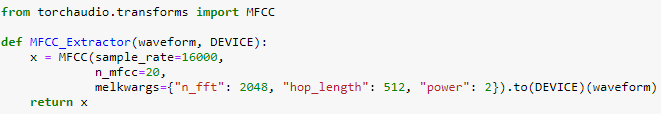 from torchaudio.transforms import MFCC
def MFCC_Extractor(waveform, DEVICE):
x = MFCC(sample_rate=16000,
n_mfcc=20,
melkwargs={"n_fft": 2048, "hop_length": 512, "power": 2}).to(DEVICE)(waveform)
return x